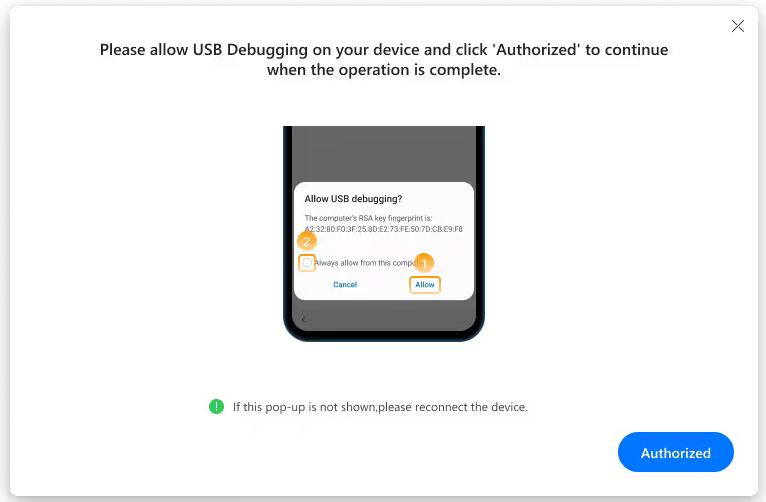 Please allow USB Debugging on your device and click 'Authorized' to continue
when the operation is complete.
Allow USB debugging?
The computer's RSA key fingerprint is:
A2:32:80:F0:3F:25:8D:E2:73:FE:50:7D:CB:E9:F8
2
Always allow from this
1
Cancel
Allow
If this pop-up is not shown,please reconnect the device.
Authorized